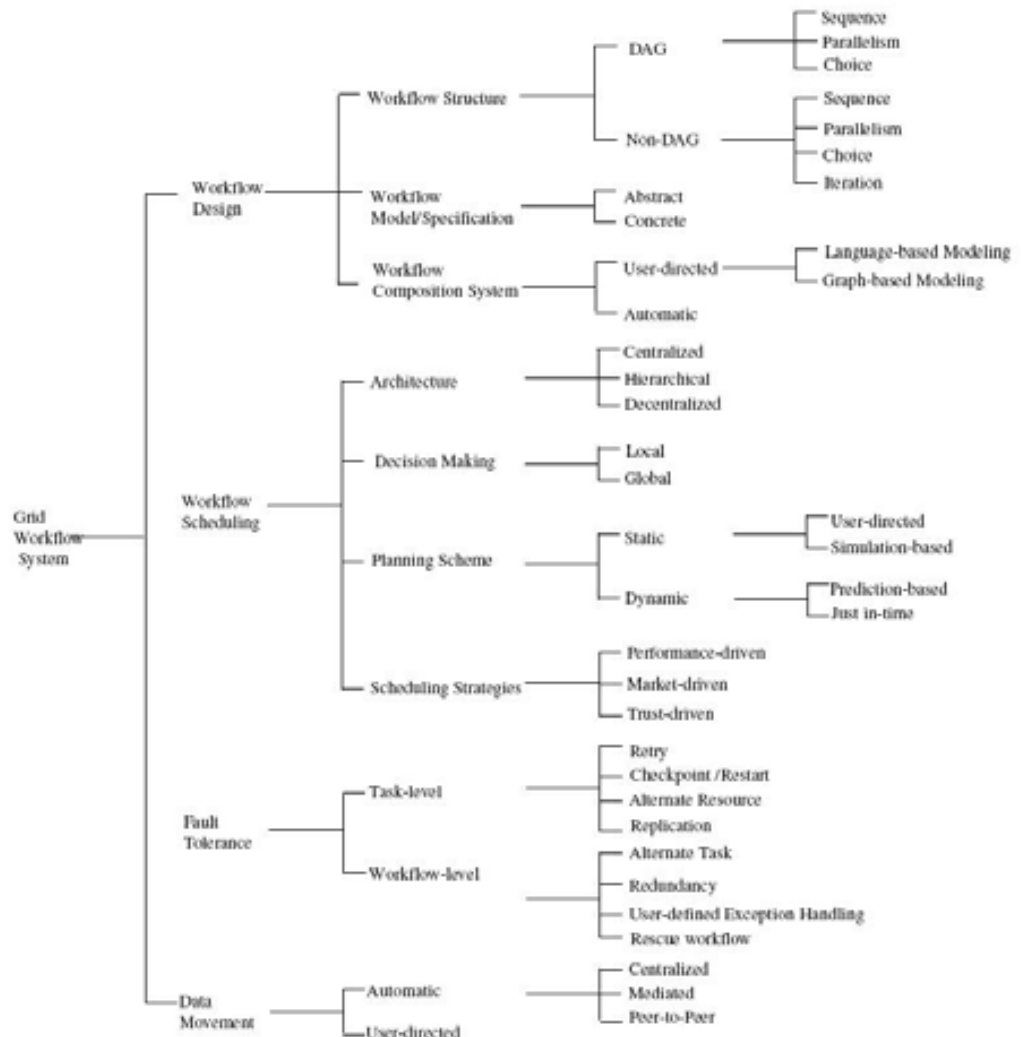 Grid
Workflow
System
Workflow
Design
Workflow Structure
DAG
Sequence
Parallelism
Choice
Non-DAG
Sequence
Parallelism
Choice
Iteration
Workflow
Model/Specification
Abstract
Concrete
Workflow
Composition System
User-directed
Language-based Modeling
Graph-based Modeling
Automatic
Workflow
Scheduling
Architecture
Centralized
Hierarchical
Decentralized
Decision Making
Local
Global
Planning Scheme
Static
User-directed
Simulation-based
Dynamic
Prediction-based
Just in-time
Scheduling Strategies
Performance-driven
Market-driven
Trust-driven
Fault
Tolerance
Task-level
Retry
Checkpoint /Restart
Alternate Resource
Replication
Workflow-level
Alternate Task
Redundancy
User-defined Exception Handling
Rescue workflow
Data
Movement
Automatic
Centralized
Mediated
Peer-to-Peer
User-directed